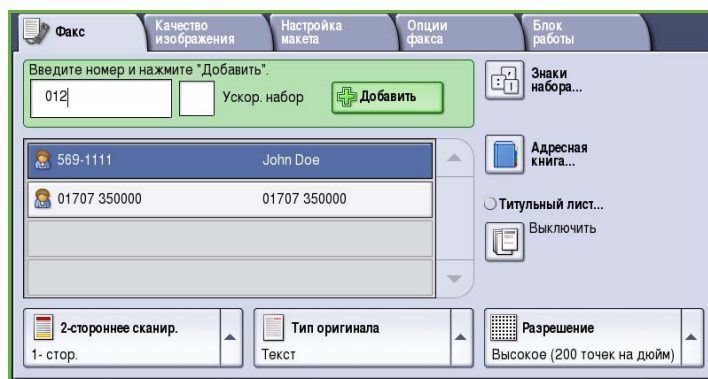 Факс
Качество
изображения
Настройка
макета
Опции
факса
Блок
работы
Введите номер и нажмите "Добавить".
012
Ускор. набор
Добавить
Знаки
набора...
569-1111 John Doe
01707 350000 01707 350000
Адресная
книга...
Титульный лист...
Выключить
2-стороннее сканир.
1- стор.
Тип оригинала
Текст
Разрешение
Высокое (200 точек на дюйм)